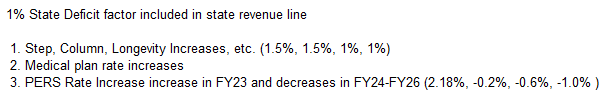 1% State Deficit factor included in state revenue line
1. Step, Column, Longevity Increases, etc. (1.5%, 1.5%, 1%, 1%)
2. Medical plan rate increases
3. PERS Rate Increase increase in FY23 and decreases in FY24-FY26 (2.18%, -0.2%, -0.6%, -1.0% )